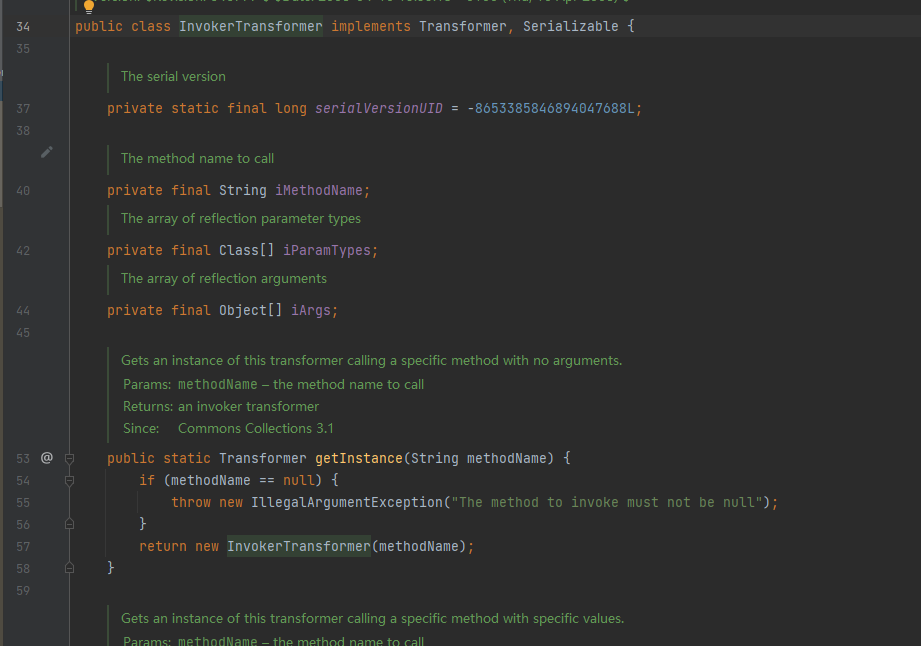 34 public class InvokerTransformer implements Transformer, Serializable {
35
The serial version
37 private static final long serialVersionUID = -8653385846894047688L;
38
The method name to call
40 private final String iMethodName;
The array of reflection parameter types
42 private final Class[] iParamTypes;
The array of reflection arguments
44 private final Object[] iArgs;
45
Gets an instance of this transformer calling a specific method with no arguments.
Params: methodName – the method name to call
Returns: an invoker transformer
Since: Commons Collections 3.1
53 @ public static Transformer getInstance(String methodName) {
54 if (methodName == null) {
55 throw new IllegalArgumentException("The method to invoke must not be null");
56 }
57 return new InvokerTransformer(methodName);
58 }
59
Gets an instance of this transformer calling a specific method with specific values.
Params: methodName – the method name to call